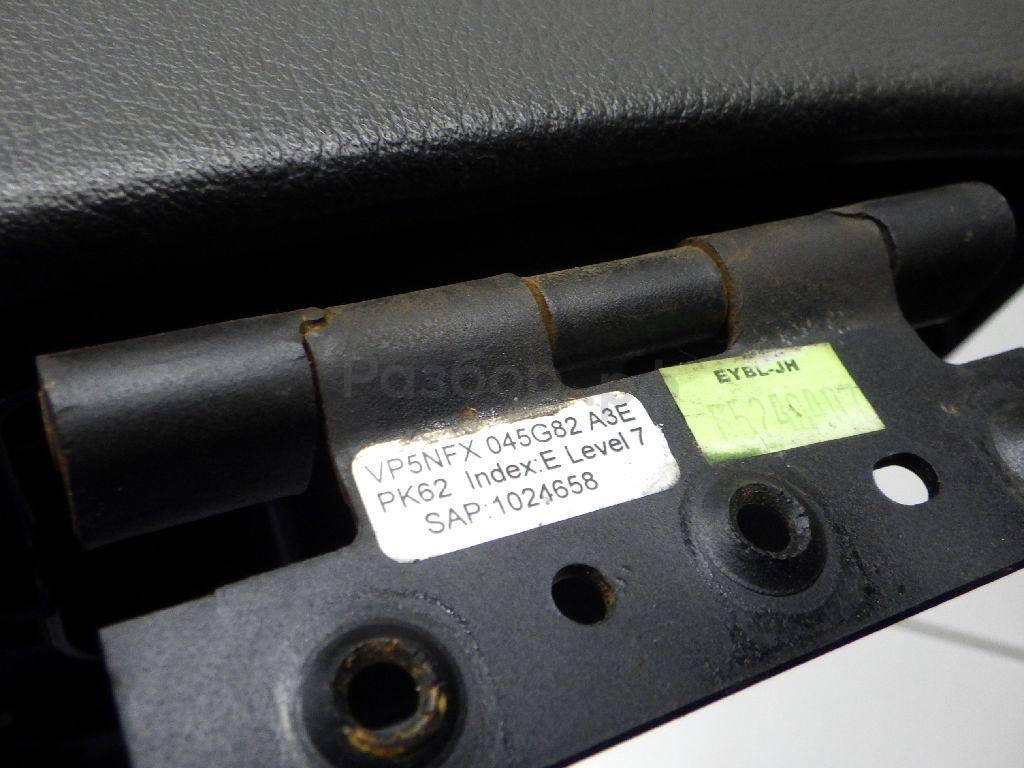 VP5NFX 045G82 A3E
PK62 Index:E Level 7
SAP:1024658
EYBL-JH